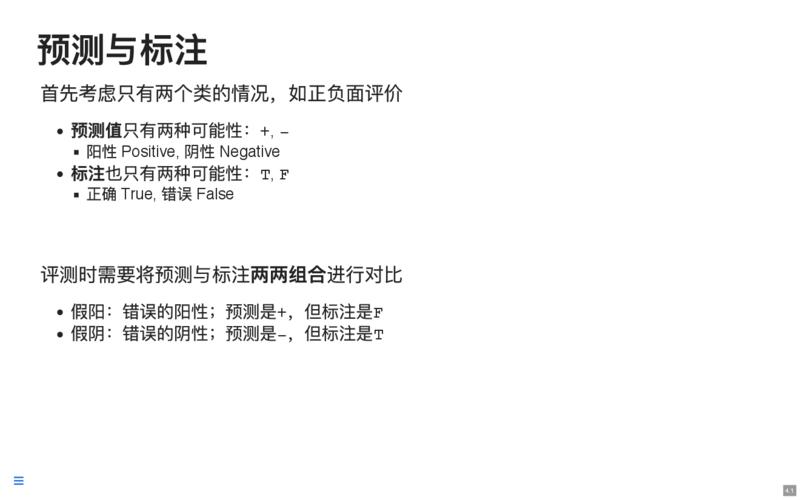 预测与标注
首先考虑只有两个类的情况，如正负面评价
• 预测值只有两种可能性：+, −
▪ 阳性 Positive, 阴性 Negative
• 标注也只有两种可能性：T, F
▪ 正确 True, 错误 False
评测时需要将预测与标注两两组合进行对比
• 假阳：错误的阳性；预测是+，但标注是F
• 假阴：错误的阴性；预测是−，但标注是T
4.1